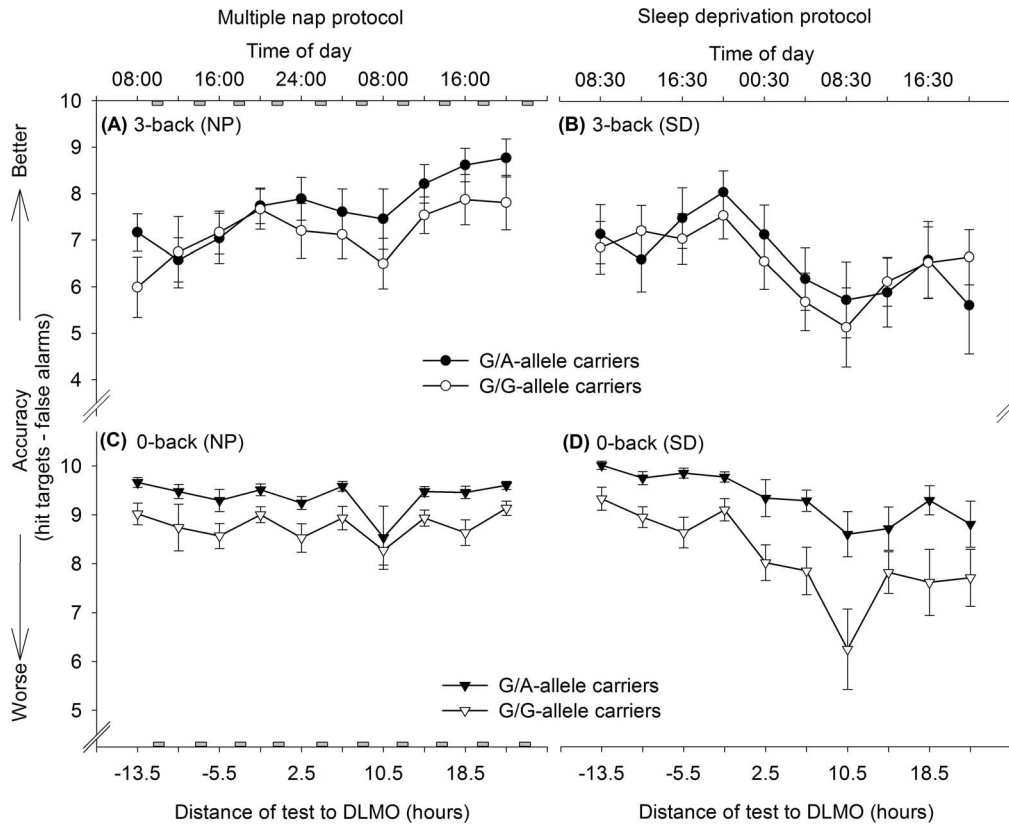 Multiple nap protocol
Sleep deprivation protocol
Time of day
Time of day
08:00 16:00 24:00 08:00 16:00
08:30 16:30 00:30 08:30 16:30
(A) 3-back (NP)
(B) 3-back (SD)
10
9
8
7
6
5
4
G/A-allele carriers
G/G-allele carriers
Better
Accuracy
(hit targets - false alarms)
Worse
(C) 0-back (NP)
(D) 0-back (SD)
10
9
8
7
6
5
G/A-allele carriers
G/G-allele carriers
-13.5 -5.5 2.5 10.5 18.5
-13.5 -5.5 2.5 10.5 18.5
Distance of test to DLMO (hours)
Distance of test to DLMO (hours)